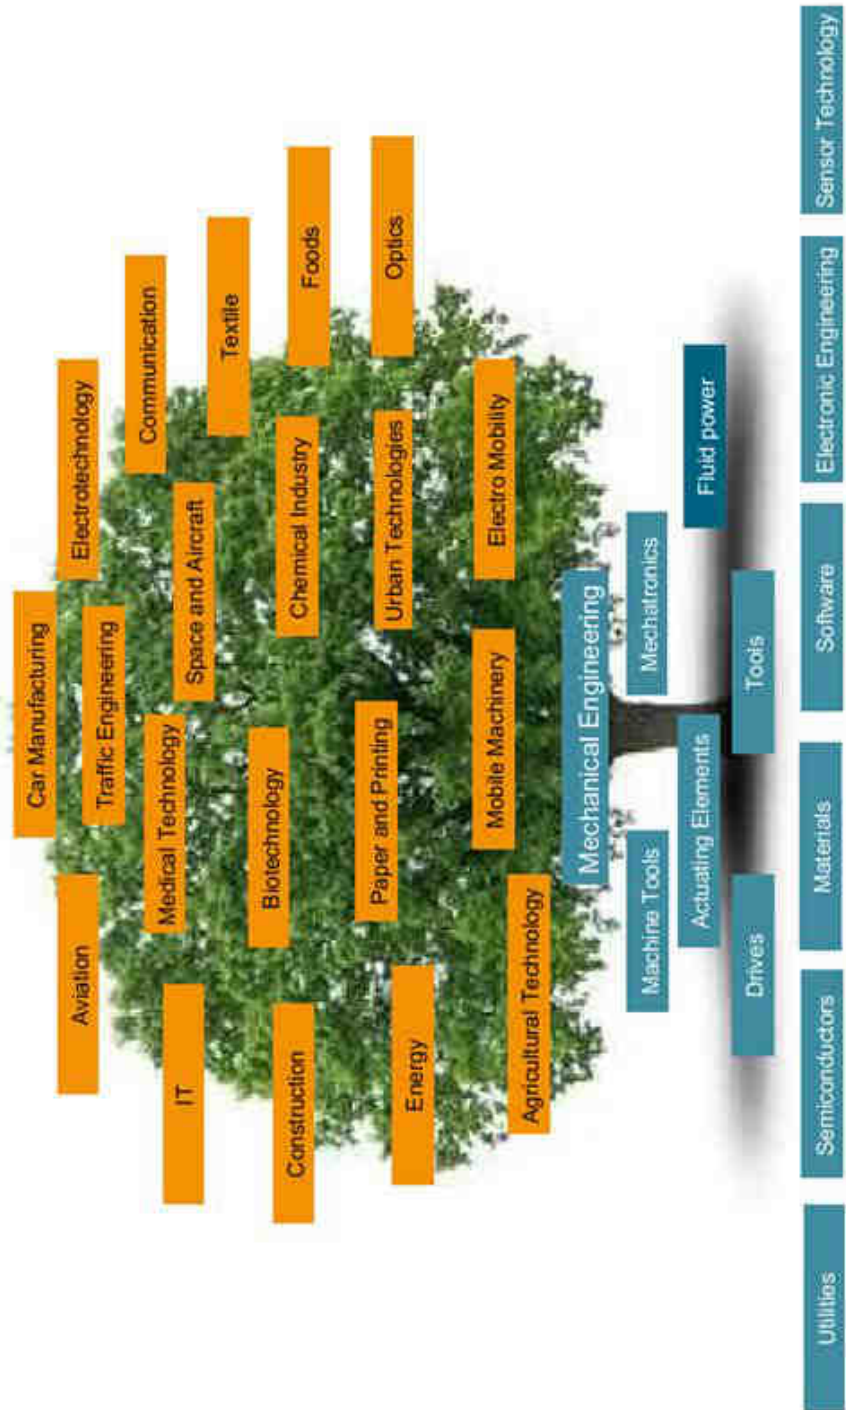 Car Manufacturing
Aviation
Electrotechnology
Traffic Engineering
Communication
Medical Technology
IT
Space and Aircraft
Textile
Biotechnology
Construction
Chemical Industry
Foods
Paper and Printing
Urban Technologies
Optics
Energy
Mobile Machinery
Electro Mobility
Agricultural Technology
Mechanical Engineering
Machine Tools
Mechatronics
Actuating Elements
Fluid power
Drives
Tools
Utilities
Semiconductors
Materials
Software
Electronic Engineering
Sensor Technology